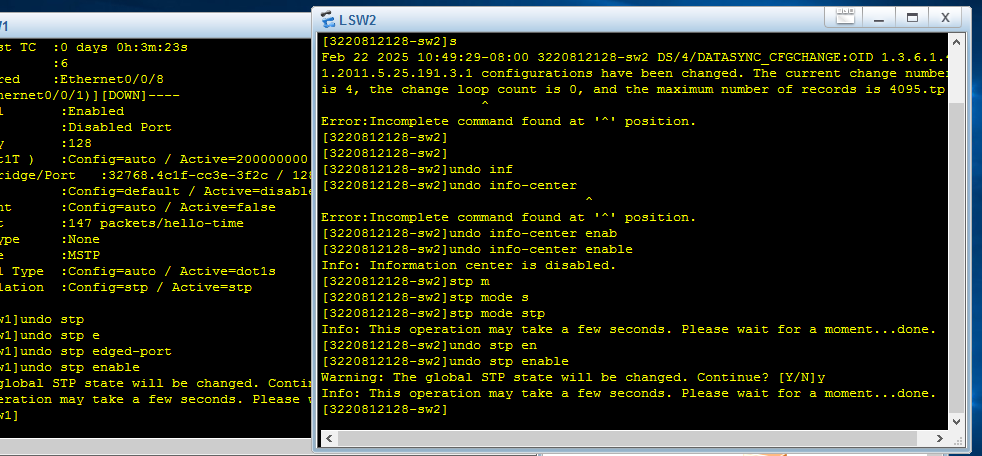 W1
st TC  :0 days 0h:3m:23s
:6
red    :Ethernet0/0/8
hernet0/0/1)][DOWN]----
l       :Enabled
:Disabled Port
y       :128
t1T )   :Config=auto / Active=200000000
ridge/Port   :32768.4c1f-cc3e-3f2c / 128
:Config=default / Active=disable
nt      :Config=auto / Active=false
t       :147 packets/hello-time
ype     :None
e       :MSTP
l Type  :Config=auto / Active=dot1s
lation  :Config=stp / Active=stp
w1]undo stp
w1]undo stp e
w1]undo stp edged-port
w1]undo stp enable
global STP state will be changed. Contin
eration may take a few seconds. Please w
w1]
LSW2
[3220812128-sw2]s
Feb 22 2025 10:49:29-08:00 3220812128-sw2 DS/4/DATASYNC_CFGCHANGE:OID 1.3.6.1.4
1.2011.5.25.191.3.1 configurations have been changed. The current change number
is 4, the change loop count is 0, and the maximum number of records is 4095.tp
^
Error:Incomplete command found at '^' position.
[3220812128-sw2]
[3220812128-sw2]
[3220812128-sw2]undo inf
[3220812128-sw2]undo info-center
^
Error:Incomplete command found at '^' position.
[3220812128-sw2]undo info-center enab
[3220812128-sw2]undo info-center enable
Info: Information center is disabled.
[3220812128-sw2]stp m
[3220812128-sw2]stp mode s
[3220812128-sw2]stp mode stp
Info: This operation may take a few seconds. Please wait for a moment...done.
[3220812128-sw2]undo stp en
[3220812128-sw2]undo stp enable
Warning: The global STP state will be changed. Continue? [Y/N]y
Info: This operation may take a few seconds. Please wait for a moment...done.
[3220812128-sw2]